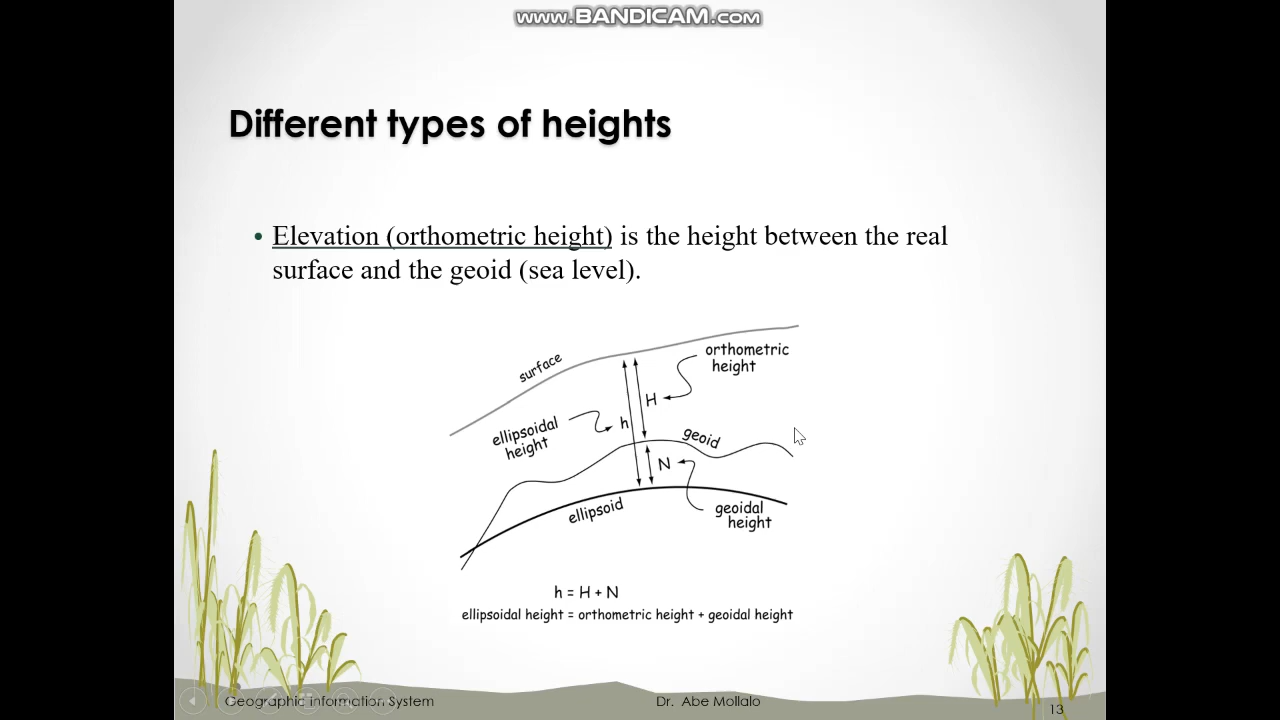 www.BANDICAM.com
Different types of heights
• Elevation (orthometric height) is the height between the real
surface and the geoid (sea level).
surface
orthometric
height
H
ellipsoidal
height
h
geoid
N
ellipsoid
geoidal
height
h = H + N
ellipsoidal height = orthometric height + geoidal height
Geographic information System
Dr. Abe Mollalo
13